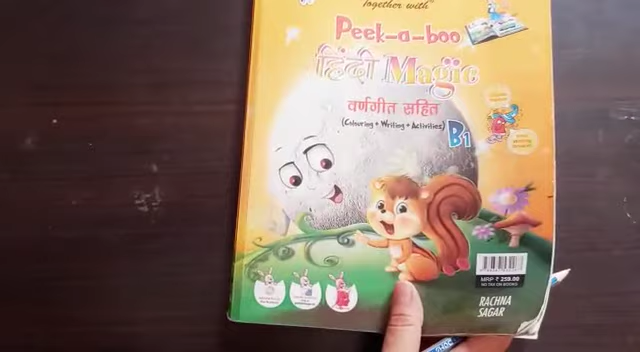 Together with
Peek-a-boo
हिंदी Magic
वर्णगीत सहित
(Colouring + Writing + Activities)
B1
MRP ₹ 259.00
RACHNA
SAGAR